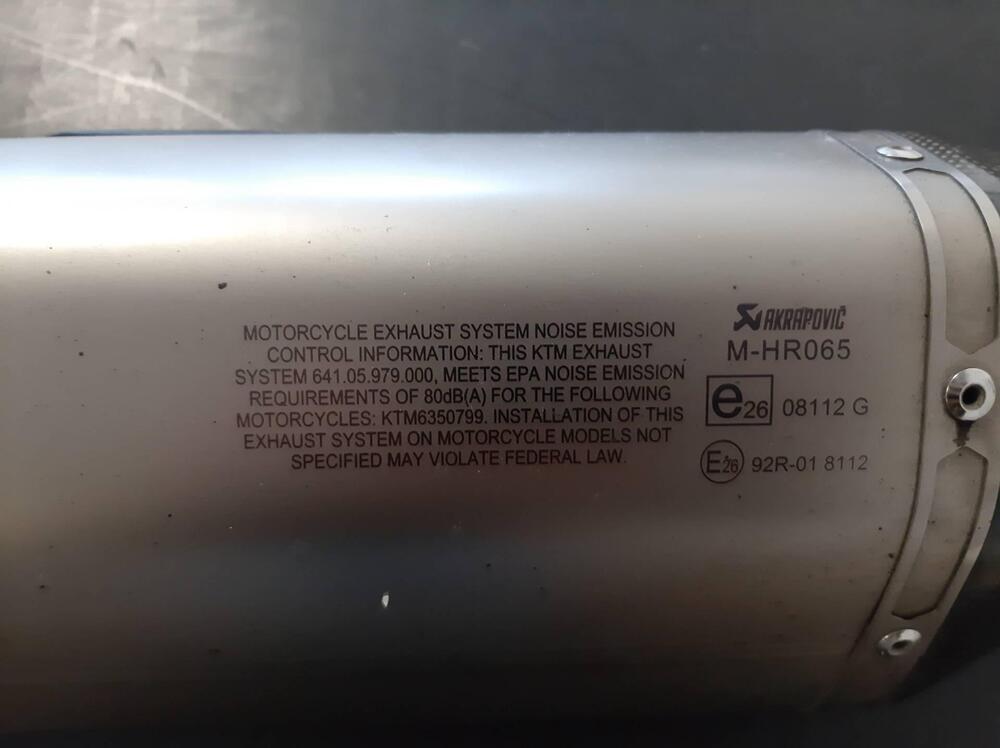 MOTORCYCLE EXHAUST SYSTEM NOISE EMISSION
CONTROL INFORMATION: THIS KTM EXHAUST
SYSTEM 641.05.979.000, MEETS EPA NOISE EMISSION
REQUIREMENTS OF 80dB(A) FOR THE FOLLOWING
MOTORCYCLES: KTM6350799. INSTALLATION OF THIS
EXHAUST SYSTEM ON MOTORCYCLE MODELS NOT
SPECIFIED MAY VIOLATE FEDERAL LAW.
AKRAPOVIČ
M-HR065
e26 08112 G
E26 92R-01 8112